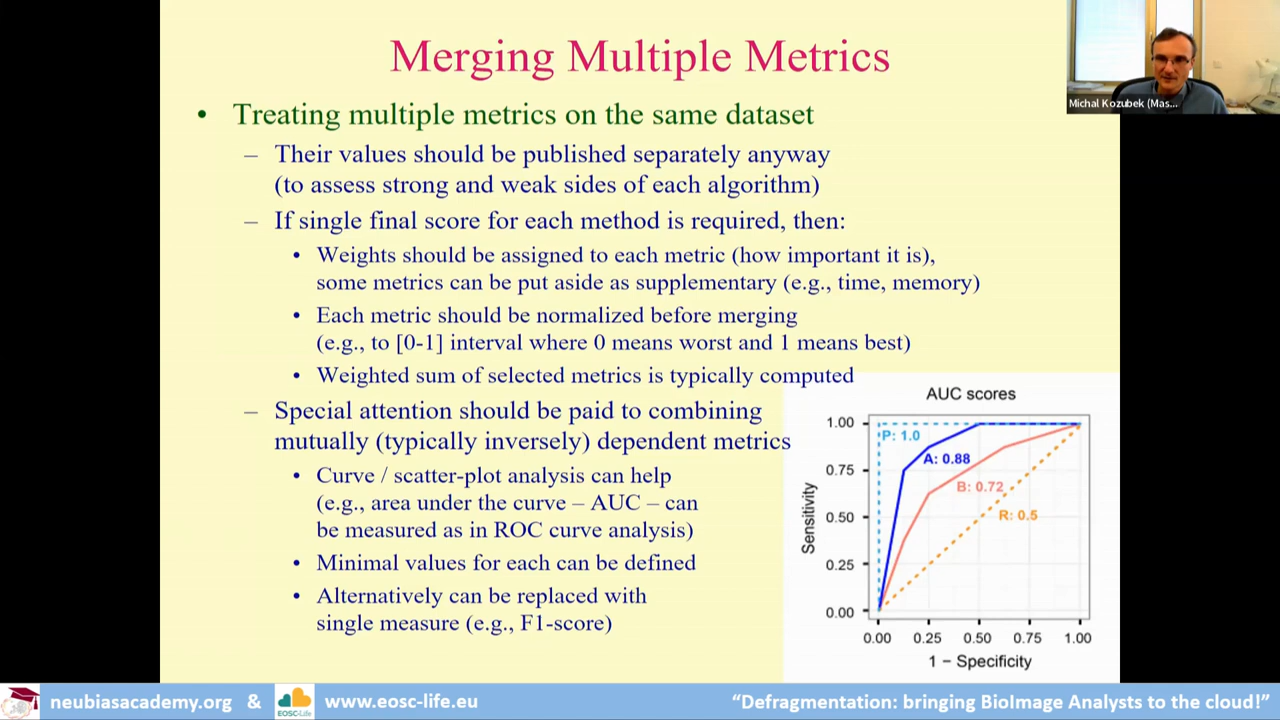 Merging Multiple Metrics
Michal Kozubek (Mas...
• Treating multiple metrics on the same dataset
– Their values should be published separately anyway
(to assess strong and weak sides of each algorithm)
– If single final score for each method is required, then:
• Weights should be assigned to each metric (how important it is),
some metrics can be put aside as supplementary (e.g., time, memory)
• Each metric should be normalized before merging
(e.g., to [0-1] interval where 0 means worst and 1 means best)
• Weighted sum of selected metrics is typically computed
– Special attention should be paid to combining
mutually (typically inversely) dependent metrics
• Curve / scatter-plot analysis can help
(e.g., area under the curve – AUC – can
be measured as in ROC curve analysis)
• Minimal values for each can be defined
• Alternatively can be replaced with
single measure (e.g., F1-score)
AUC scores
1.00
0.75
0.50
0.25
0.00
Sensitivity
P: 1.0
A: 0.88
B: 0.72
R: 0.5
0.00 0.25 0.50 0.75 1.00
1 − Specificity
neubiasacademy.org & EOSC-Life www.eosc-life.eu “Defragmentation: bringing BioImage Analysts to the cloud!”